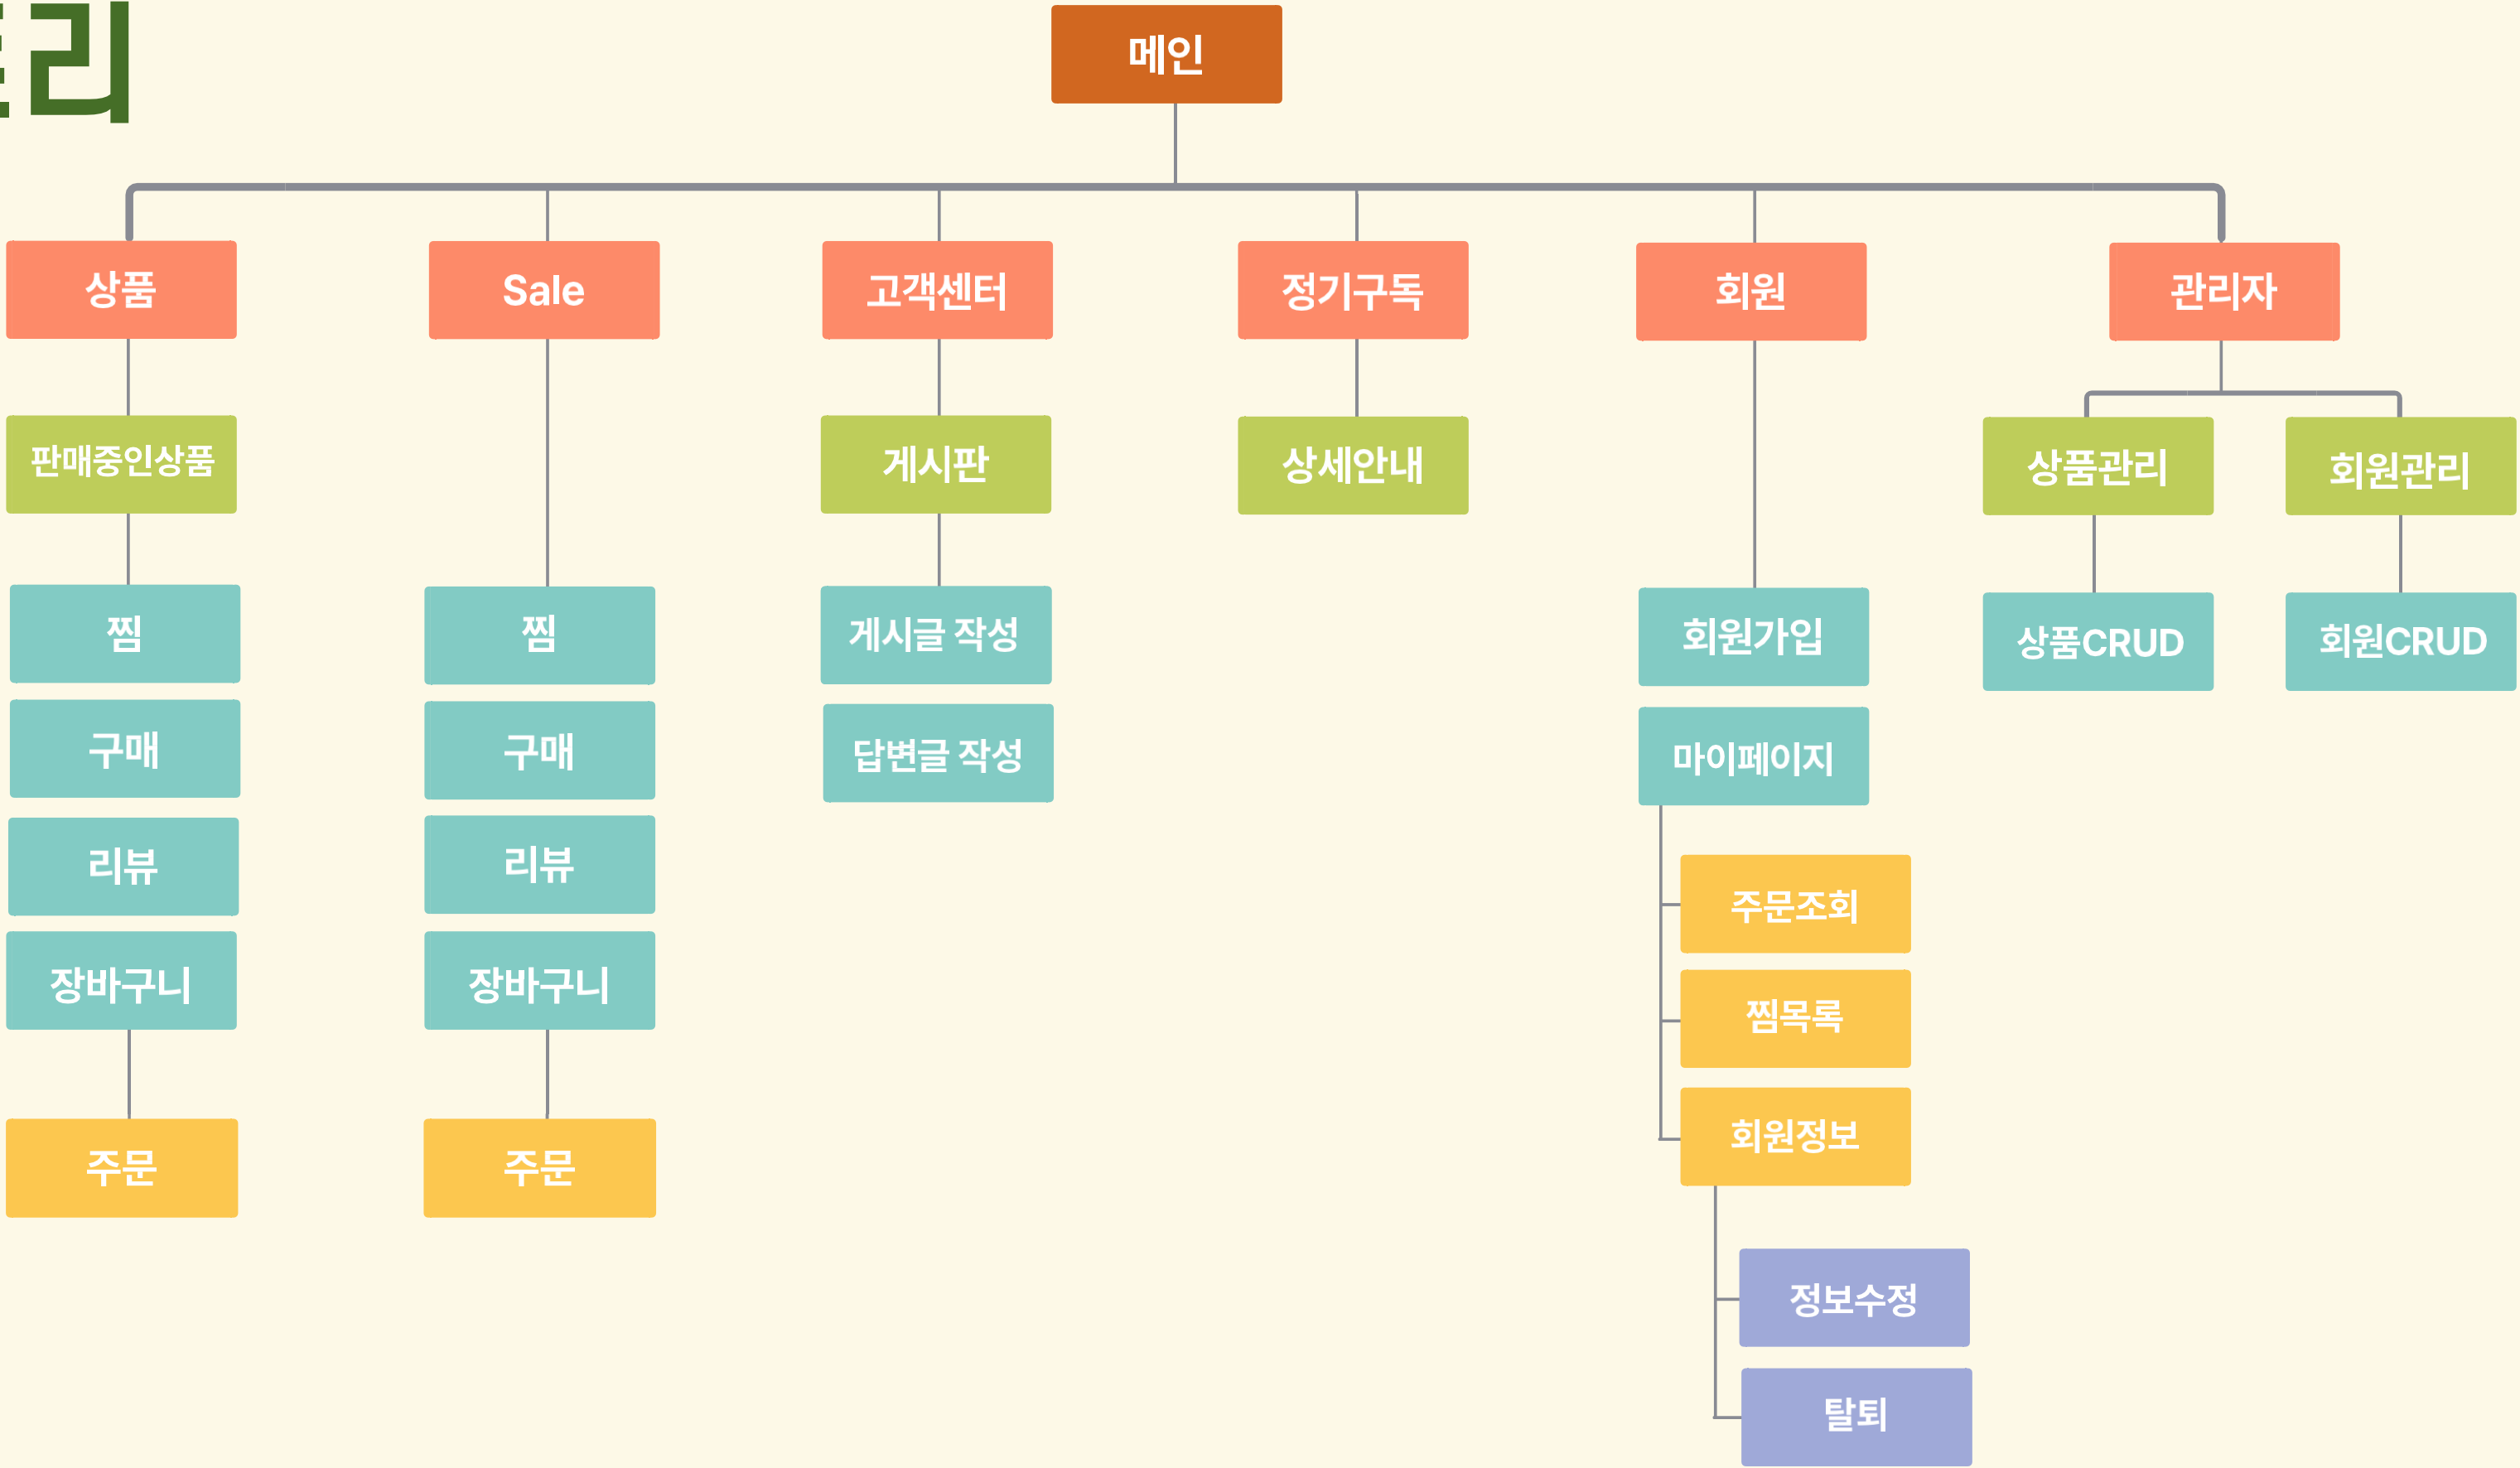 리
메인
상품
Sale
고객센터
정기구독
회원
관리자
판매중인상품
게시판
상세안내
상품관리
회원관리
찜
찜
게시글 작성
회원가입
상품CRUD
회원CRUD
구매
구매
답변글 작성
마이페이지
리뷰
리뷰
주문조회
장바구니
장바구니
찜목록
주문
주문
회원정보
정보수정
탈퇴